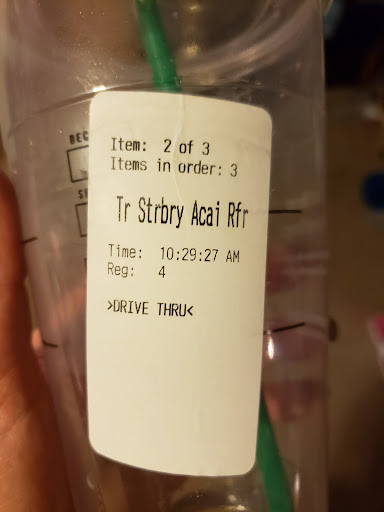 Item: 2 of 3
Items in order: 3
Tr Strbry Acai Rfr
Time: 10:29:27 AM
Reg: 4
>DRIVE THRU<